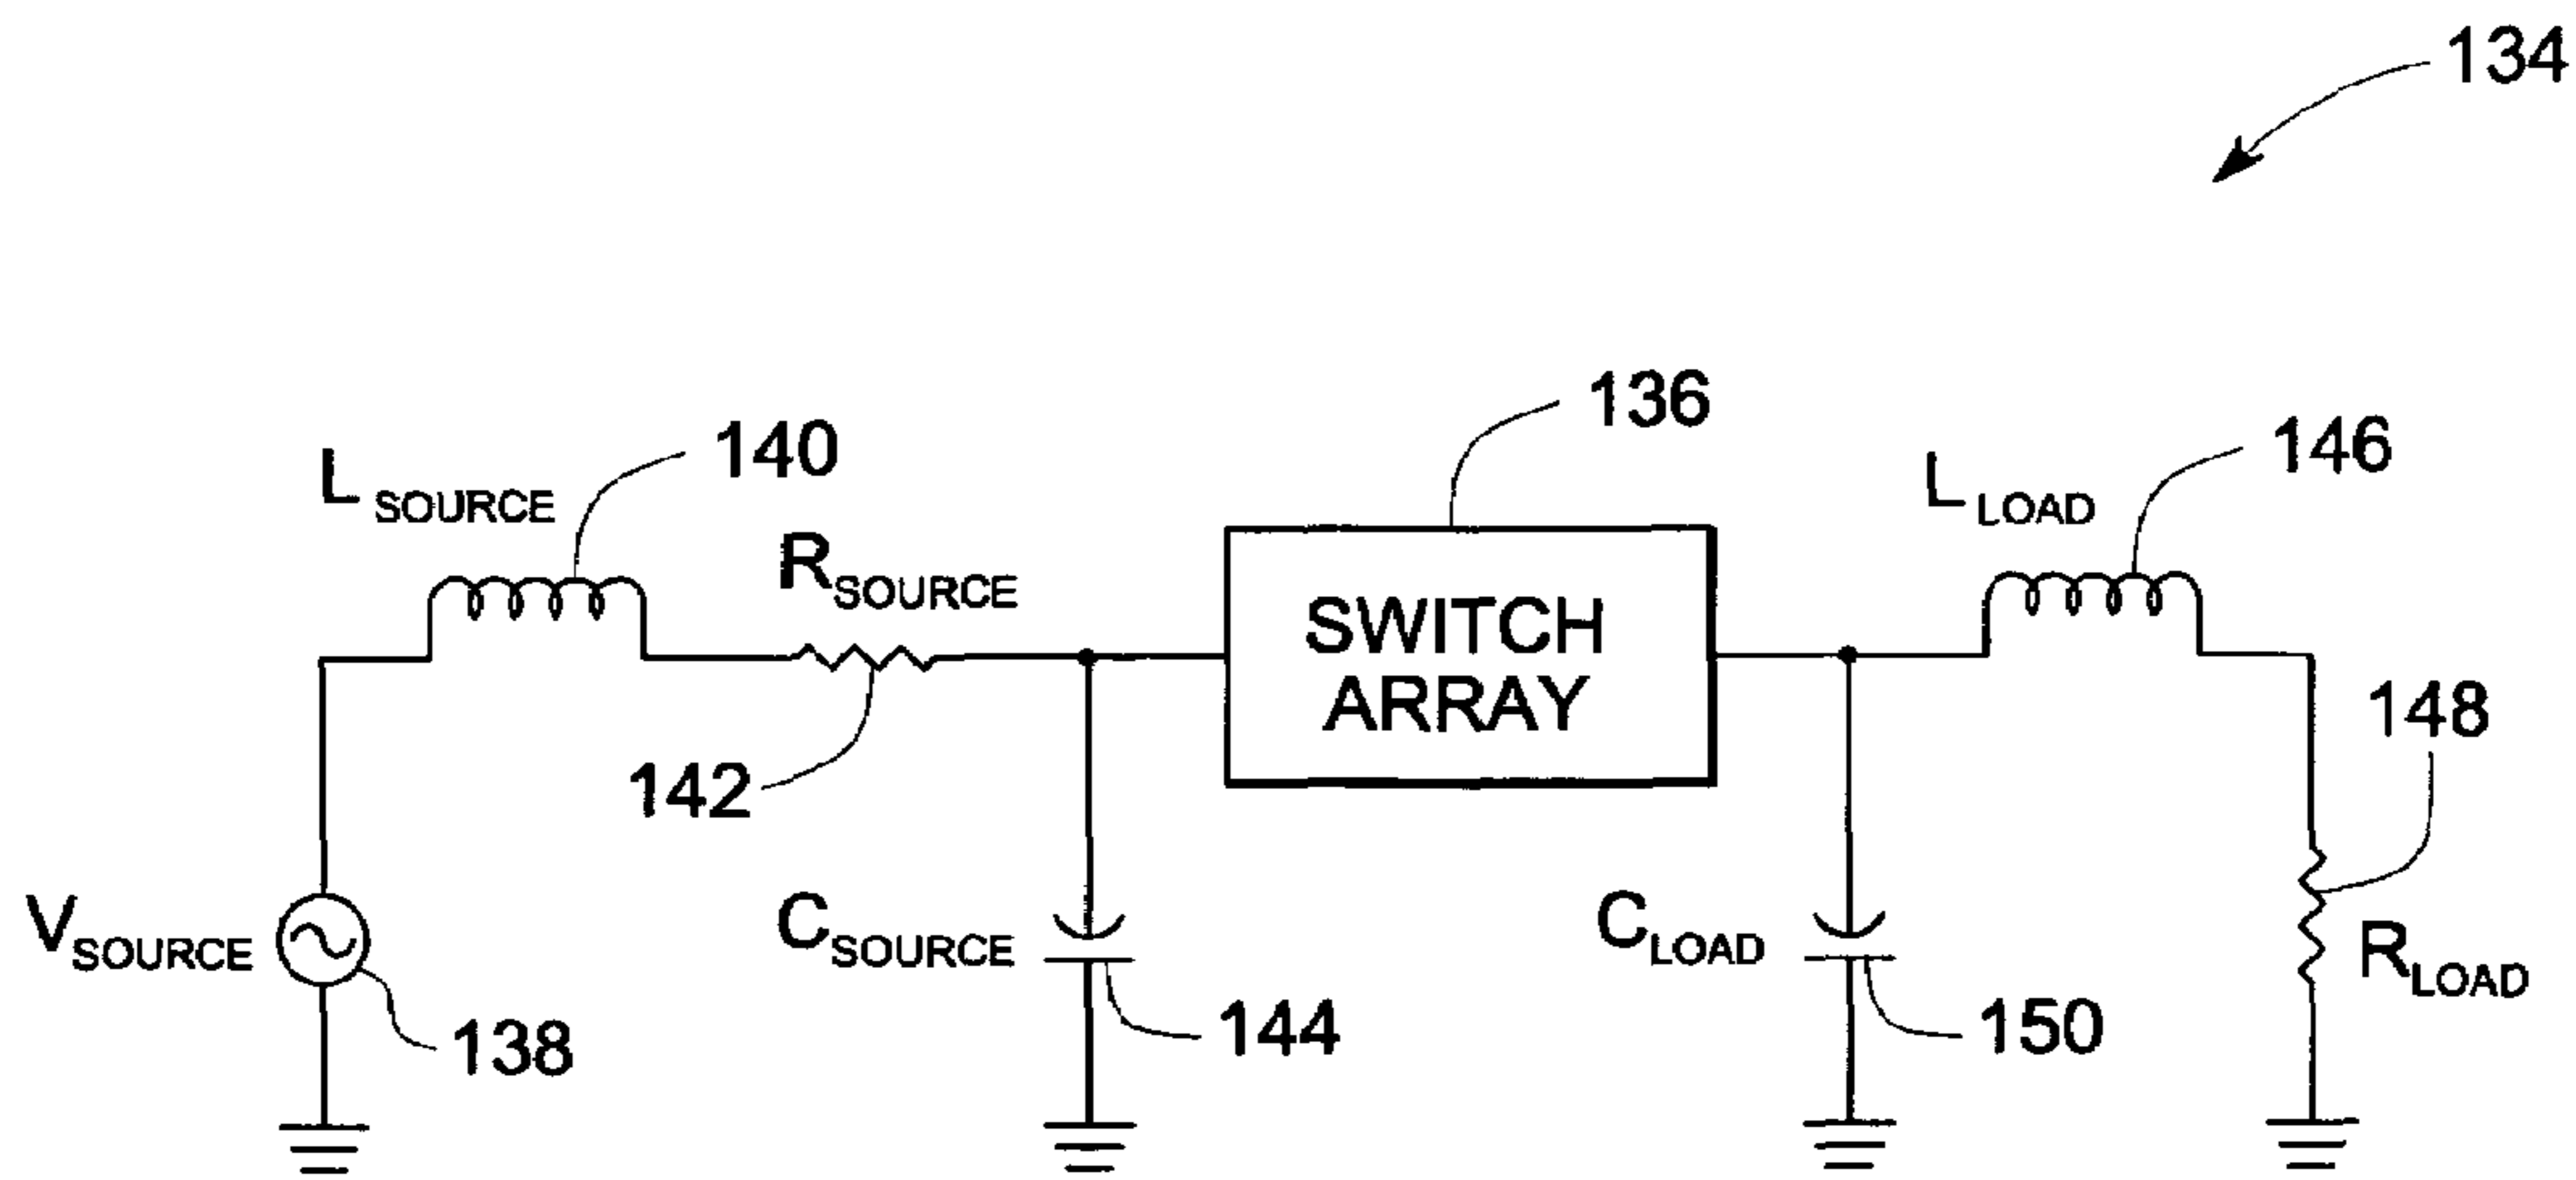 134
136
140
146
L SOURCE
L LOAD
R SOURCE
SWITCH
ARRAY
148
142
V SOURCE
C SOURCE
C LOAD
R LOAD
144
150
138